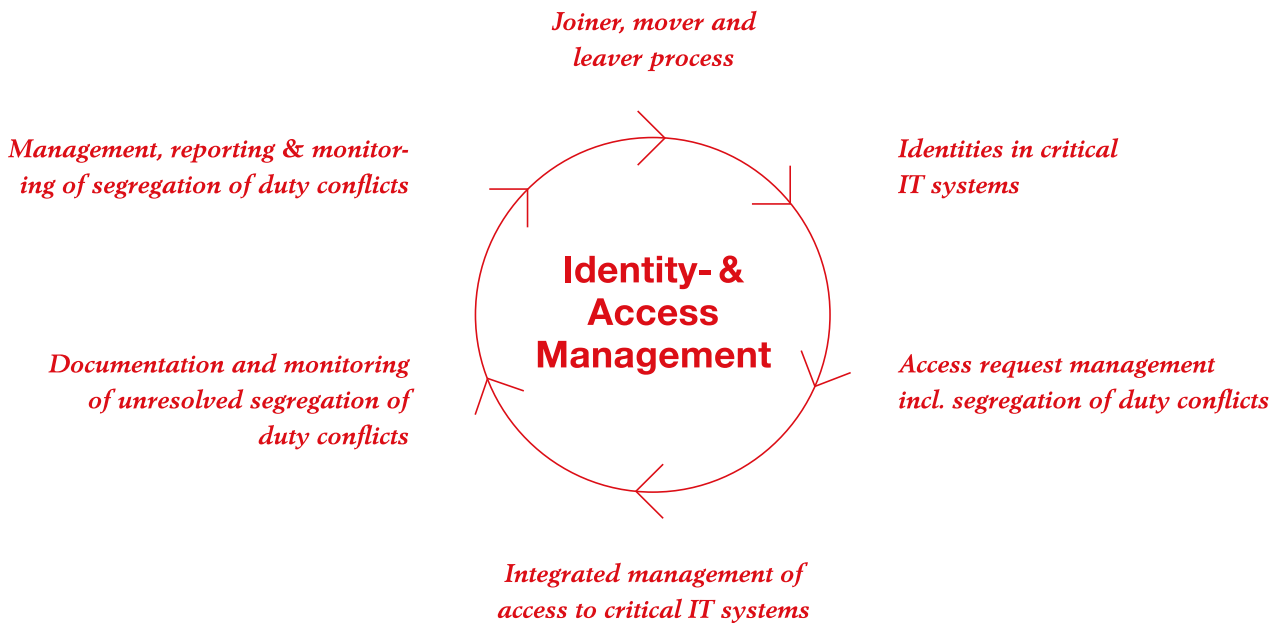 Joiner, mover and
leaver process
Management, reporting & monitor-
ing of segregation of duty conflicts
Identities in critical
IT systems
Identity- &
Access
Management
Documentation and monitoring
of unresolved segregation of
duty conflicts
Access request management
incl. segregation of duty conflicts
Integrated management of
access to critical IT systems